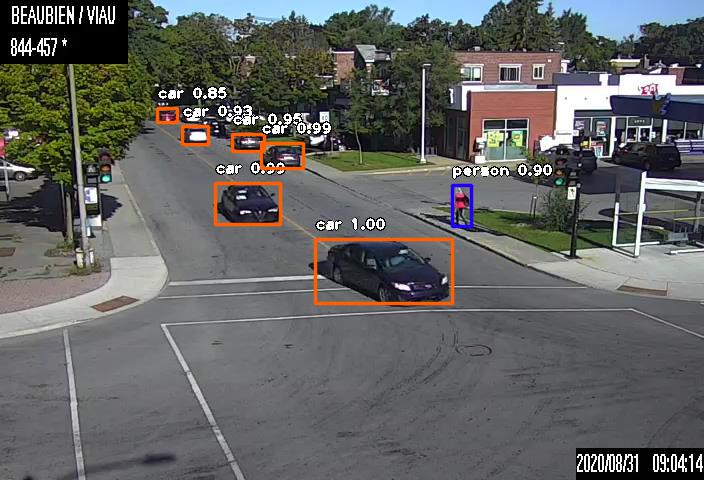 BEAUBIEN / VIAU
844-457 *
car 0.85
car 0.93
car 0.95
car 0.99
car 0.99
person 0.90
car 1.00
2020/08/31 09:04:14